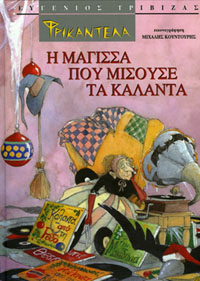 ΕΥΓΕΝΙΟΣ ΤΡΙΒΙΖΑΣ
ΦΡΙΚΑΝΤΕΛΑ
εικονογράφηση
ΜΙΧΑΛΗΣ ΚΟΥΝΤΟΥΡΗΣ
Η ΜΑΓΙΣΣΑ
ΠΟΥ ΜΙΣΟΥΣΕ
ΤΑ ΚΑΛΑΝΤΑ